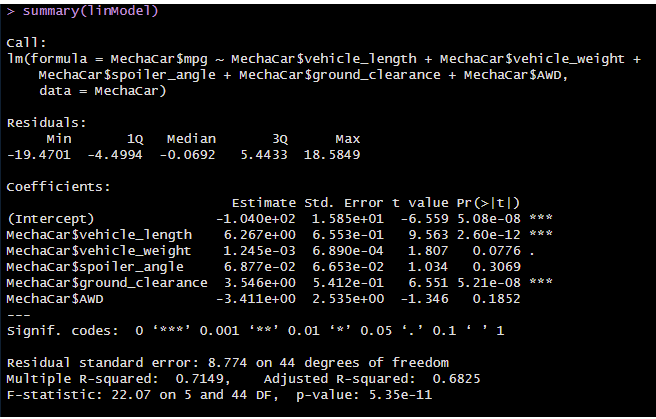 > summary(linModel)
Call:
lm(formula = MechaCar$mpg ~ MechaCar$vehicle_length + MechaCar$vehicle_weight +
    MechaCar$spoiler_angle + MechaCar$ground_clearance + MechaCar$AWD,
    data = MechaCar)
Residuals:
     Min       1Q   Median       3Q      Max
-19.4701  -4.4994  -0.0692   5.4433  18.5849
Coefficients:
                            Estimate Std. Error t value Pr(>|t|)
(Intercept)               -1.040e+02  1.585e+01  -6.559 5.08e-08 ***
MechaCar$vehicle_length    6.267e+00  6.553e-01   9.563 2.60e-12 ***
MechaCar$vehicle_weight    1.245e-03  6.890e-04   1.807   0.0776 .
MechaCar$spoiler_angle     6.877e-02  6.653e-02   1.034   0.3069
MechaCar$ground_clearance  3.546e+00  5.412e-01   6.551 5.21e-08 ***
MechaCar$AWD              -3.411e+00  2.535e+00  -1.346   0.1852
---
Signif. codes:  0 ‘***’ 0.001 ‘**’ 0.01 ‘*’ 0.05 ‘.’ 0.1 ‘ ’ 1
Residual standard error: 8.774 on 44 degrees of freedom
Multiple R-squared:  0.7149,    Adjusted R-squared:  0.6825
F-statistic: 22.07 on 5 and 44 DF,  p-value: 5.35e-11